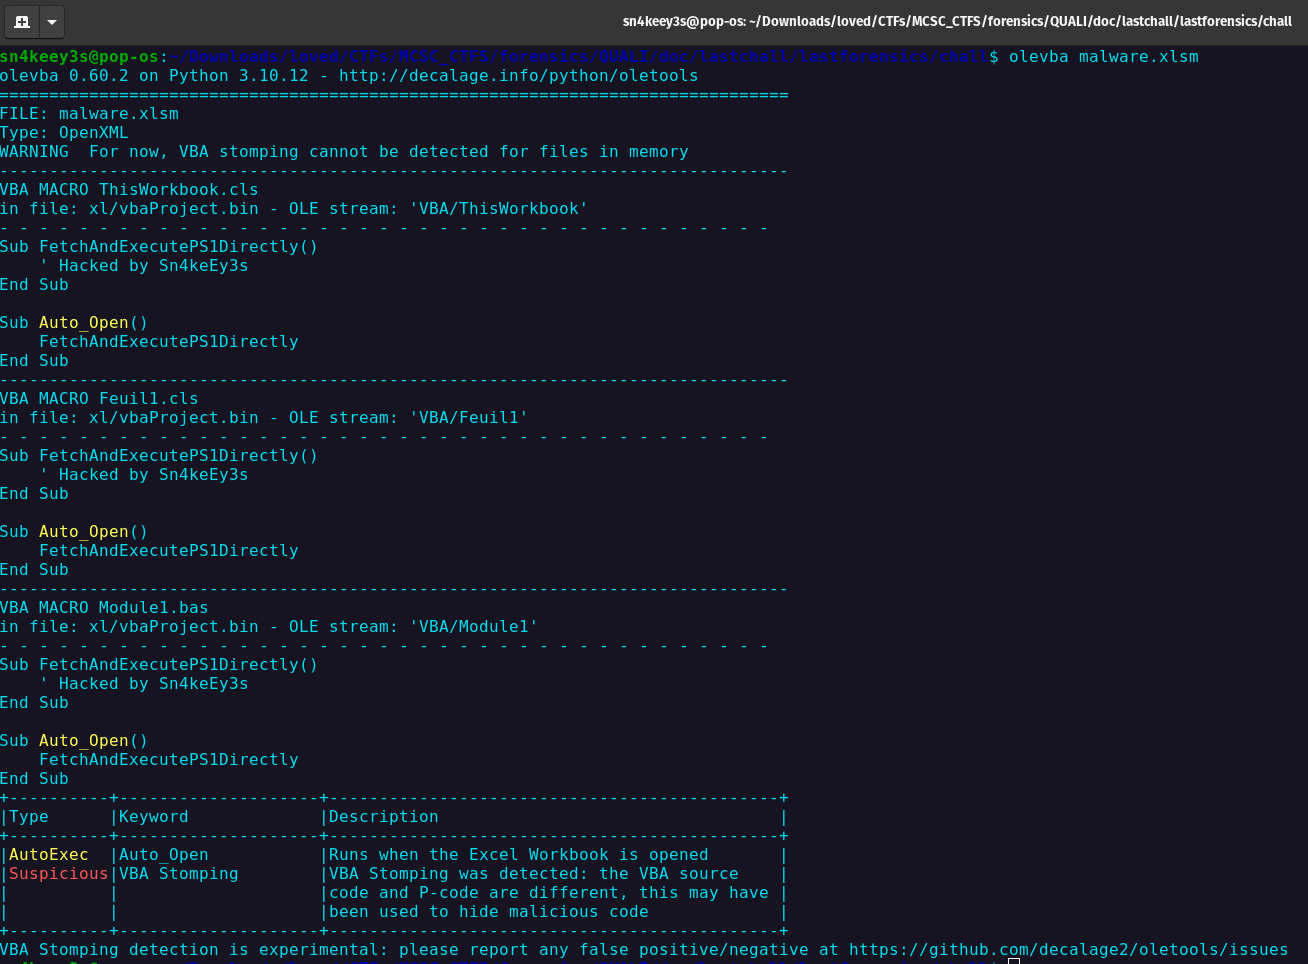 sn4keey3s@pop-os: ~/Downloads/loved/CTFs/MCSC_CTFS/forensics/QUALI/doc/lastchall/lastforensics/chall
sn4keey3s@pop-os:~/Downloads/loved/CTFs/MCSC_CTFS/forensics/QUALI/doc/lastchall/lastforensics/chall$ olevba malware.xlsm
olevba 0.60.2 on Python 3.10.12 - http://decalage.info/python/oletools
===============================================================================
FILE: malware.xlsm
Type: OpenXML
WARNING  For now, VBA stomping cannot be detected for files in memory
-------------------------------------------------------------------------------
VBA MACRO ThisWorkbook.cls
in file: xl/vbaProject.bin - OLE stream: 'VBA/ThisWorkbook'
- - - - - - - - - - - - - - - - - - - - - - - - - - - - - - - - - - - - - - -
Sub FetchAndExecutePS1Directly()
    ' Hacked by Sn4keEy3s
End Sub
Sub Auto_Open()
    FetchAndExecutePS1Directly
End Sub
-------------------------------------------------------------------------------
VBA MACRO Feuil1.cls
in file: xl/vbaProject.bin - OLE stream: 'VBA/Feuil1'
- - - - - - - - - - - - - - - - - - - - - - - - - - - - - - - - - - - - - - -
Sub FetchAndExecutePS1Directly()
    ' Hacked by Sn4keEy3s
End Sub
Sub Auto_Open()
    FetchAndExecutePS1Directly
End Sub
-------------------------------------------------------------------------------
VBA MACRO Module1.bas
in file: xl/vbaProject.bin - OLE stream: 'VBA/Module1'
- - - - - - - - - - - - - - - - - - - - - - - - - - - - - - - - - - - - - - -
Sub FetchAndExecutePS1Directly()
    ' Hacked by Sn4keEy3s
End Sub
Sub Auto_Open()
    FetchAndExecutePS1Directly
End Sub
+----------+--------------------+---------------------------------------------+
|Type      |Keyword             |Description                                  |
+----------+--------------------+---------------------------------------------+
|AutoExec  |Auto_Open           |Runs when the Excel Workbook is opened       |
|Suspicious|VBA Stomping        |VBA Stomping was detected: the VBA source    |
|          |                    |code and P-code are different, this may have |
|          |                    |been used to hide malicious code             |
+----------+--------------------+---------------------------------------------+
VBA Stomping detection is experimental: please report any false positive/negative at https://github.com/decalage2/oletools/issues